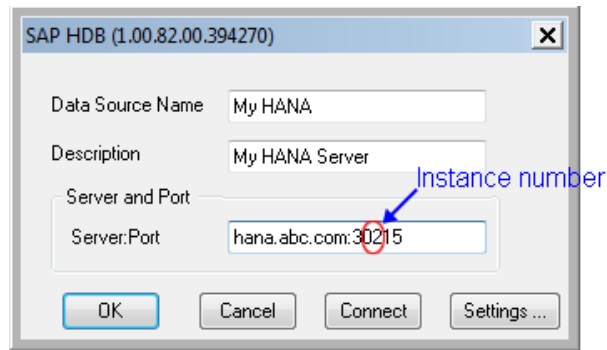 SAP HDB (1.00.82.00.394270)
Data Source Name My HANA
Description My HANA Server
Instance number
Server and Port
Server:Port hana.abc.com:30215
OK Cancel Connect Settings ...